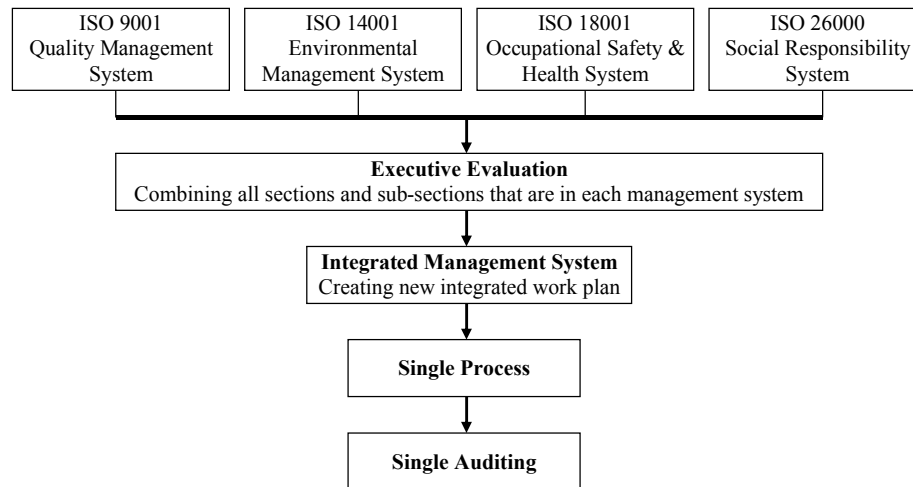 ISO 9001
Quality Management
System
ISO 14001
Environmental
Management System
ISO 18001
Occupational Safety &
Health System
ISO 26000
Social Responsibility
System
Executive Evaluation
Combining all sections and sub-sections that are in each management system
Integrated Management System
Creating new integrated work plan
Single Process
Single Auditing